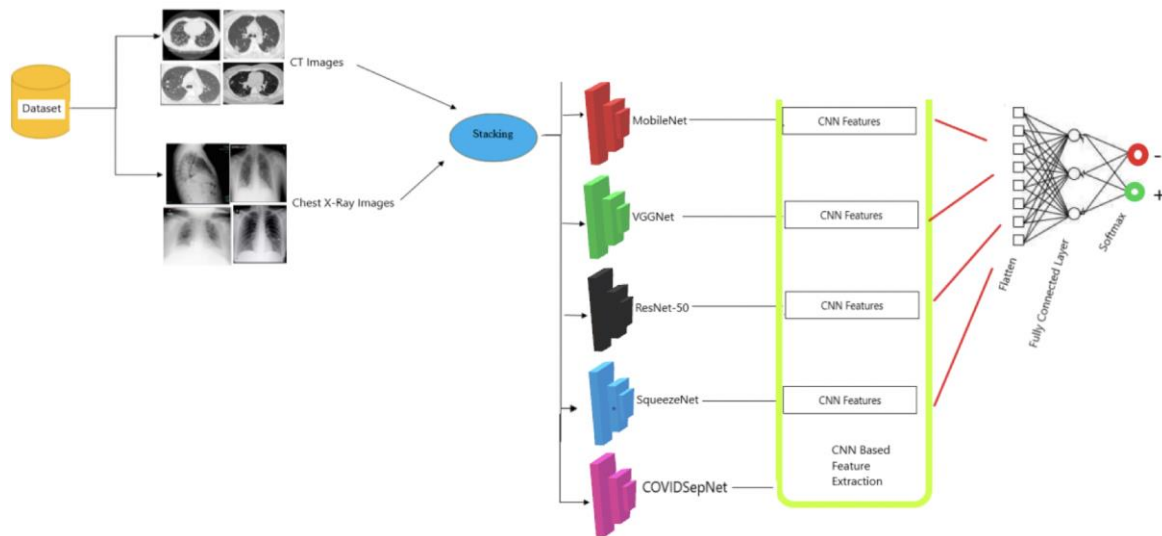 Dataset
CT Images
Chest X-Ray Images
Stacking
MobileNet
CNN Features
VGGNet
CNN Features
ResNet-50
CNN Features
SqueezeNet
CNN Features
COVIDSepNet
CNN Based
Feature
Extraction
Flatten
Fully Connected Layer
Softmax
-
+